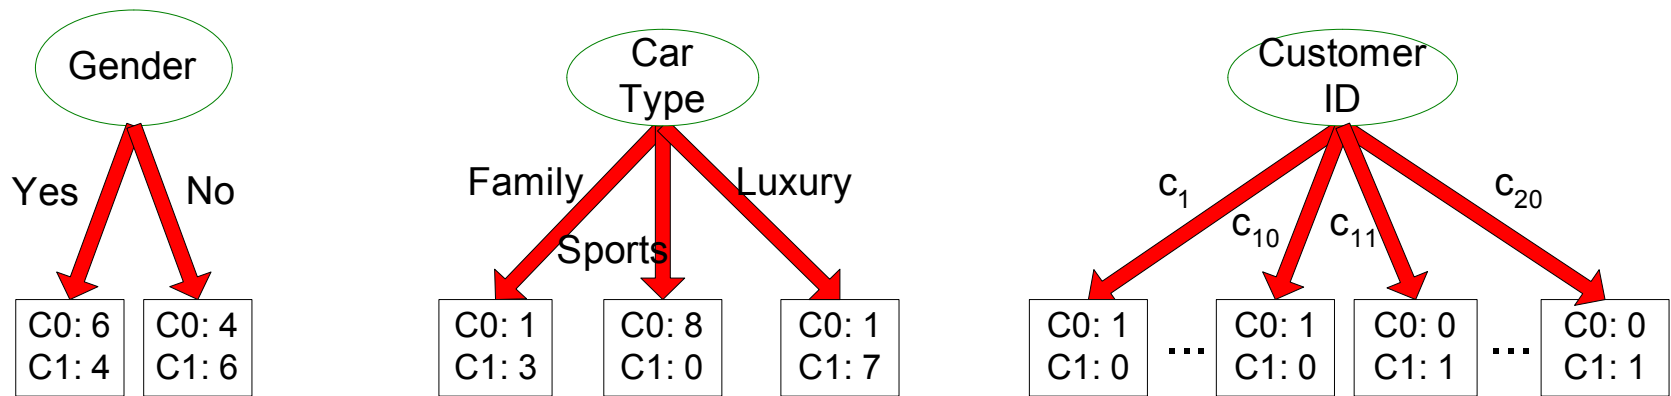 Gender
Yes
No
C0: 6
C1: 4
C0: 4
C1: 6
Car
Type
Family
Sports
Luxury
C0: 1
C1: 3
C0: 8
C1: 0
C0: 1
C1: 7
Customer
ID
c1
c10
c11
c20
C0: 1
C1: 0
...
C0: 1
C1: 0
C0: 0
C1: 1
...
C0: 0
C1: 1